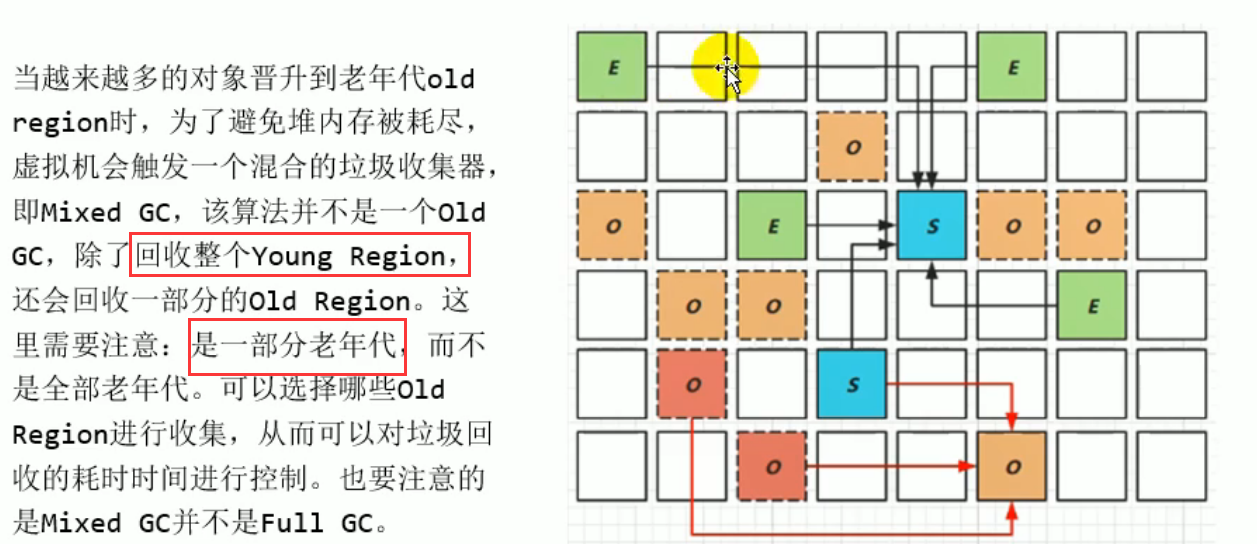 当越来越多的对象晋升到老年代old
region时，为了避免堆内存被耗尽，
虚拟机会触发一个混合的垃圾收集器，
即Mixed GC，该算法并不是一个Old
GC，除了回收整个Young Region，
还会回收一部分的Old Region。这
里需要注意：是一部分老年代，而不
是全部老年代。可以选择哪些Old
Region进行收集，从而可以对垃圾回
收的耗时时间进行控制。也要注意的
是Mixed GC并不是Full GC。
E E
O
O E S O O
O O E
O S
O O